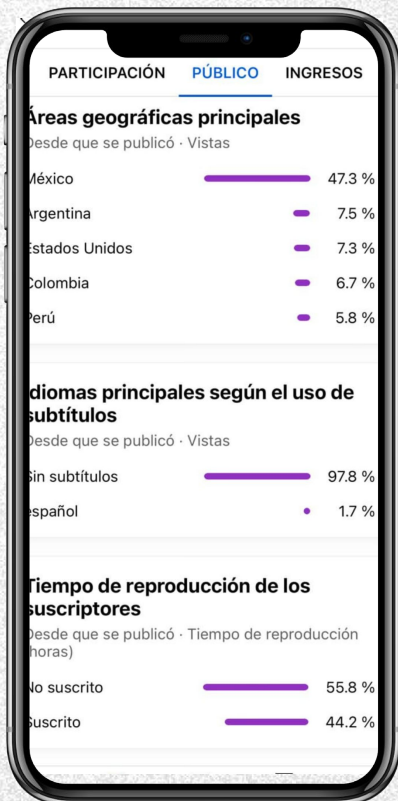 PARTICIPACIÓN PÚBLICO INGRESOS
Áreas geográficas principales
Desde que se publicó · Vistas
México 47.3 %
Argentina 7.5 %
Estados Unidos 7.3 %
Colombia 6.7 %
Perú 5.8 %
Idiomas principales según el uso de
subtítulos
Desde que se publicó · Vistas
Sin subtítulos 97.8 %
español 1.7 %
Tiempo de reproducción de los
suscriptores
Desde que se publicó · Tiempo de reproducción
(horas)
No suscrito 55.8 %
Suscrito 44.2 %